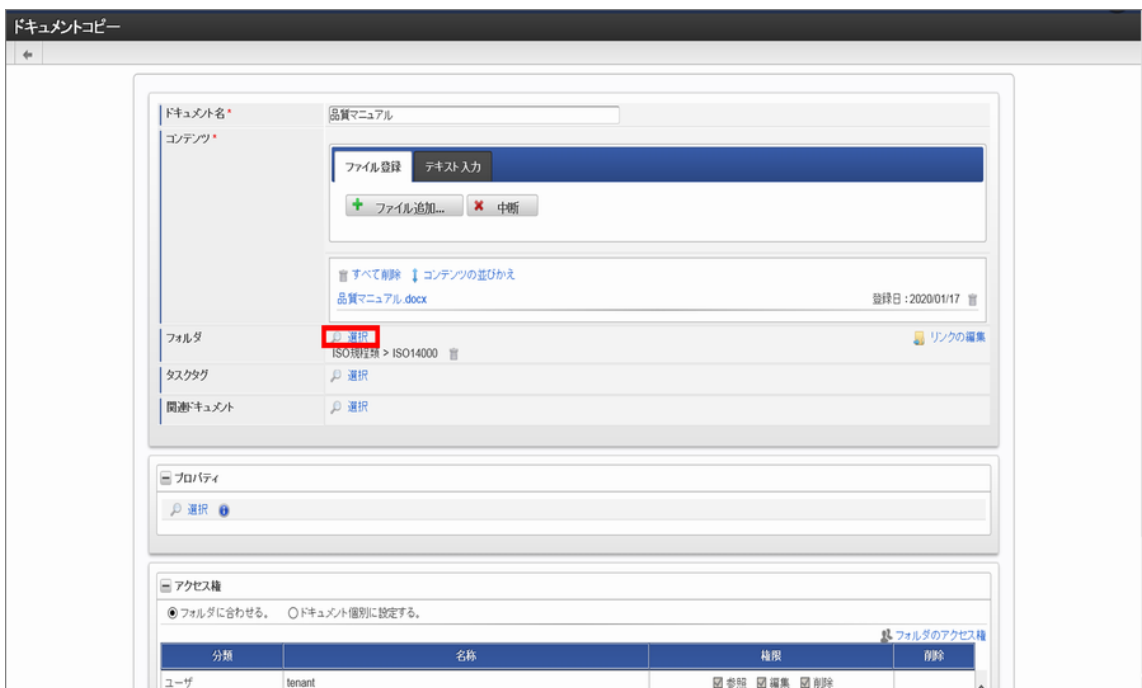 ドキュメントコピー
ドキュメント名*
品質マニュアル
コンテンツ*
ファイル登録 テキスト入力
ファイル追加... 中断
すべて削除 コンテンツの並びかえ
品質マニュアル.docx 登録日:2020/01/17
フォルダ 選択 リンクの編集
ISO規程類 > ISO14000
タスクタグ 選択
関連ドキュメント 選択
プロパティ
選択
アクセス権
フォルダに合わせる。 ドキュメント個別に設定する。
フォルダのアクセス権
分類 名称 権限 削除
ユーザ tenant 参照 編集 削除